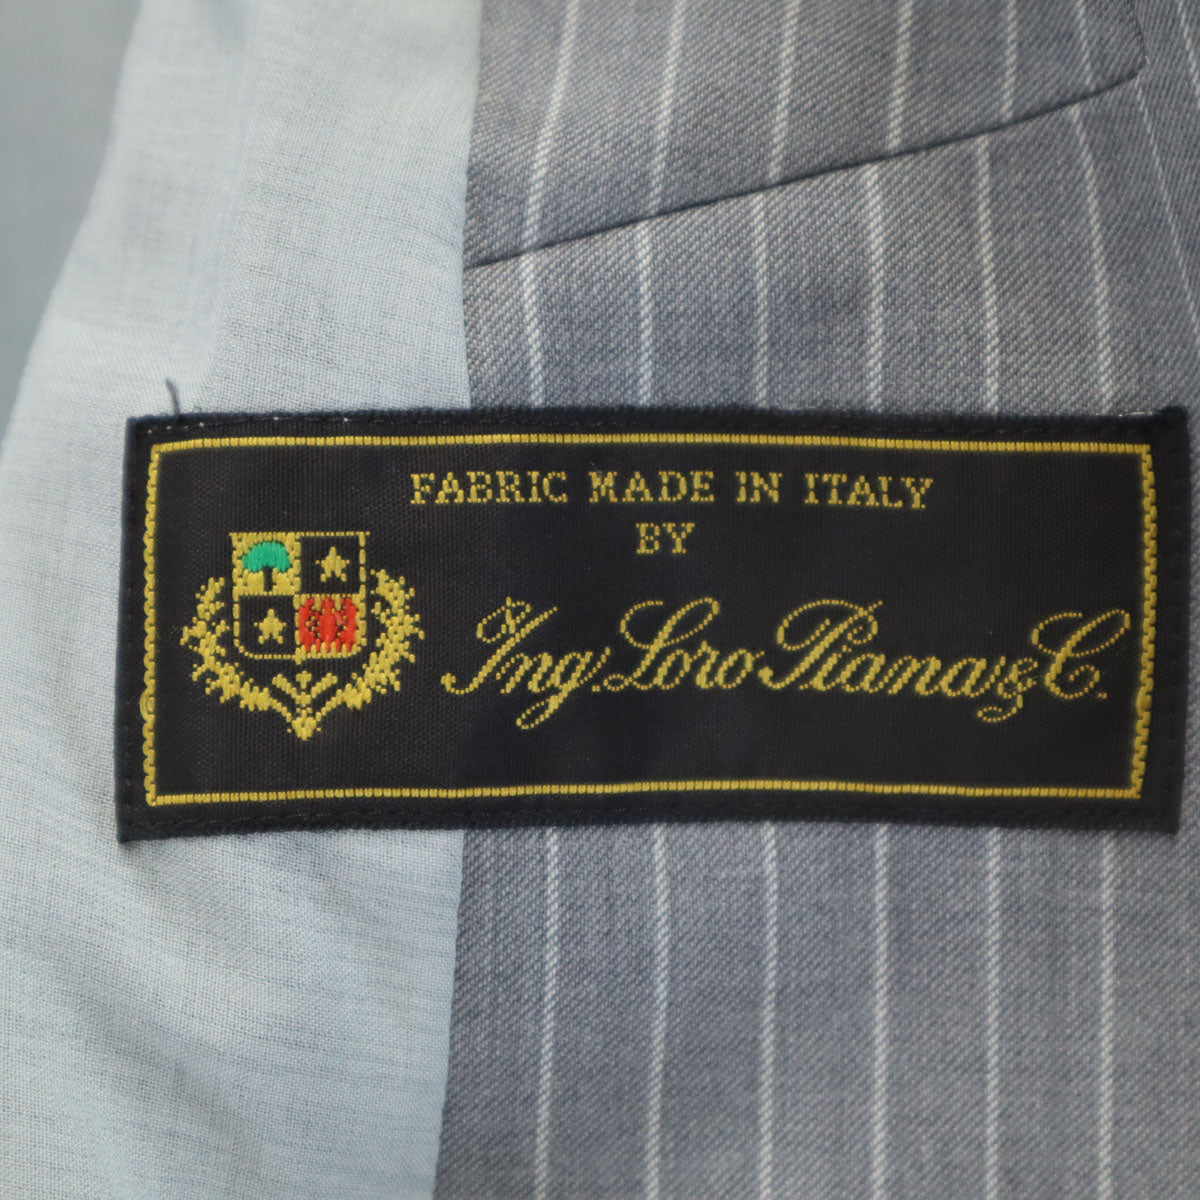 FABRIC MADE IN ITALY
BY
Ing. Loro Piana & C.